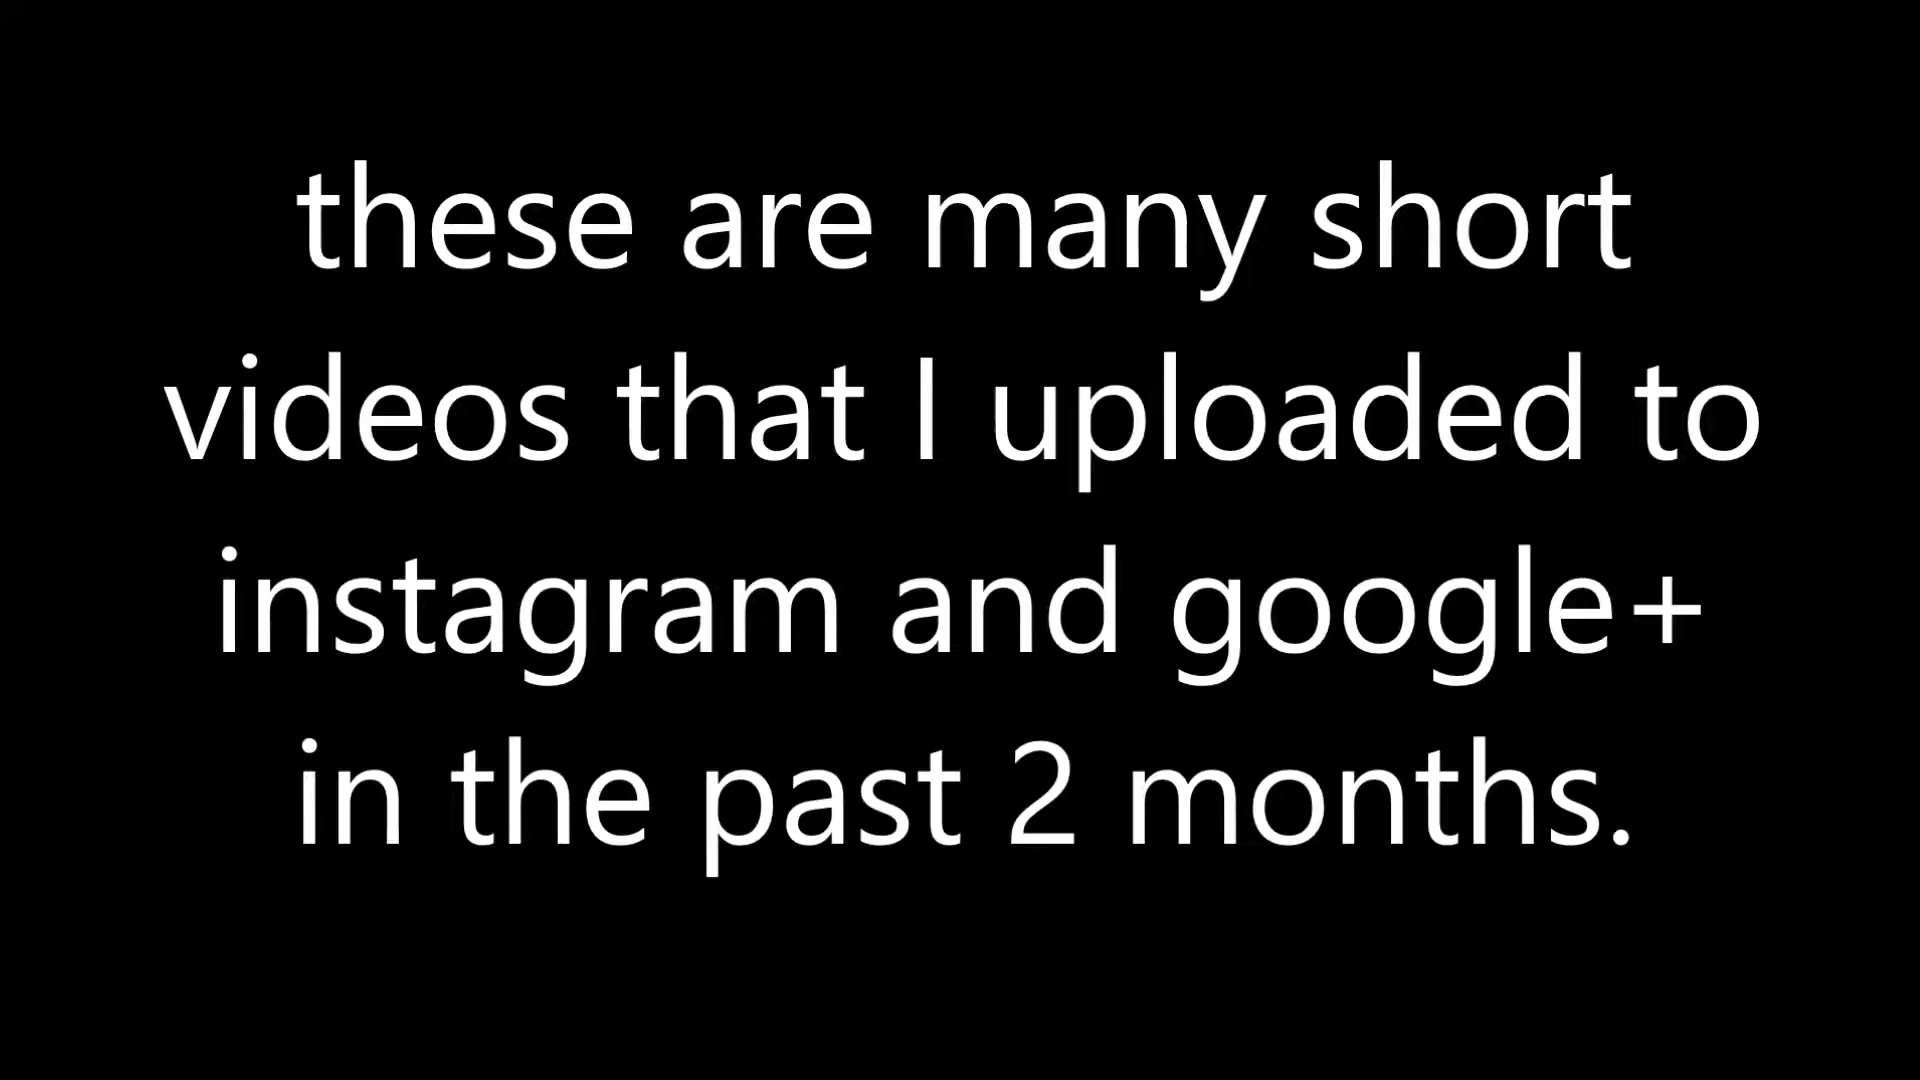 these are many short
videos that I uploaded to
instagram and google+
in the past 2 months.